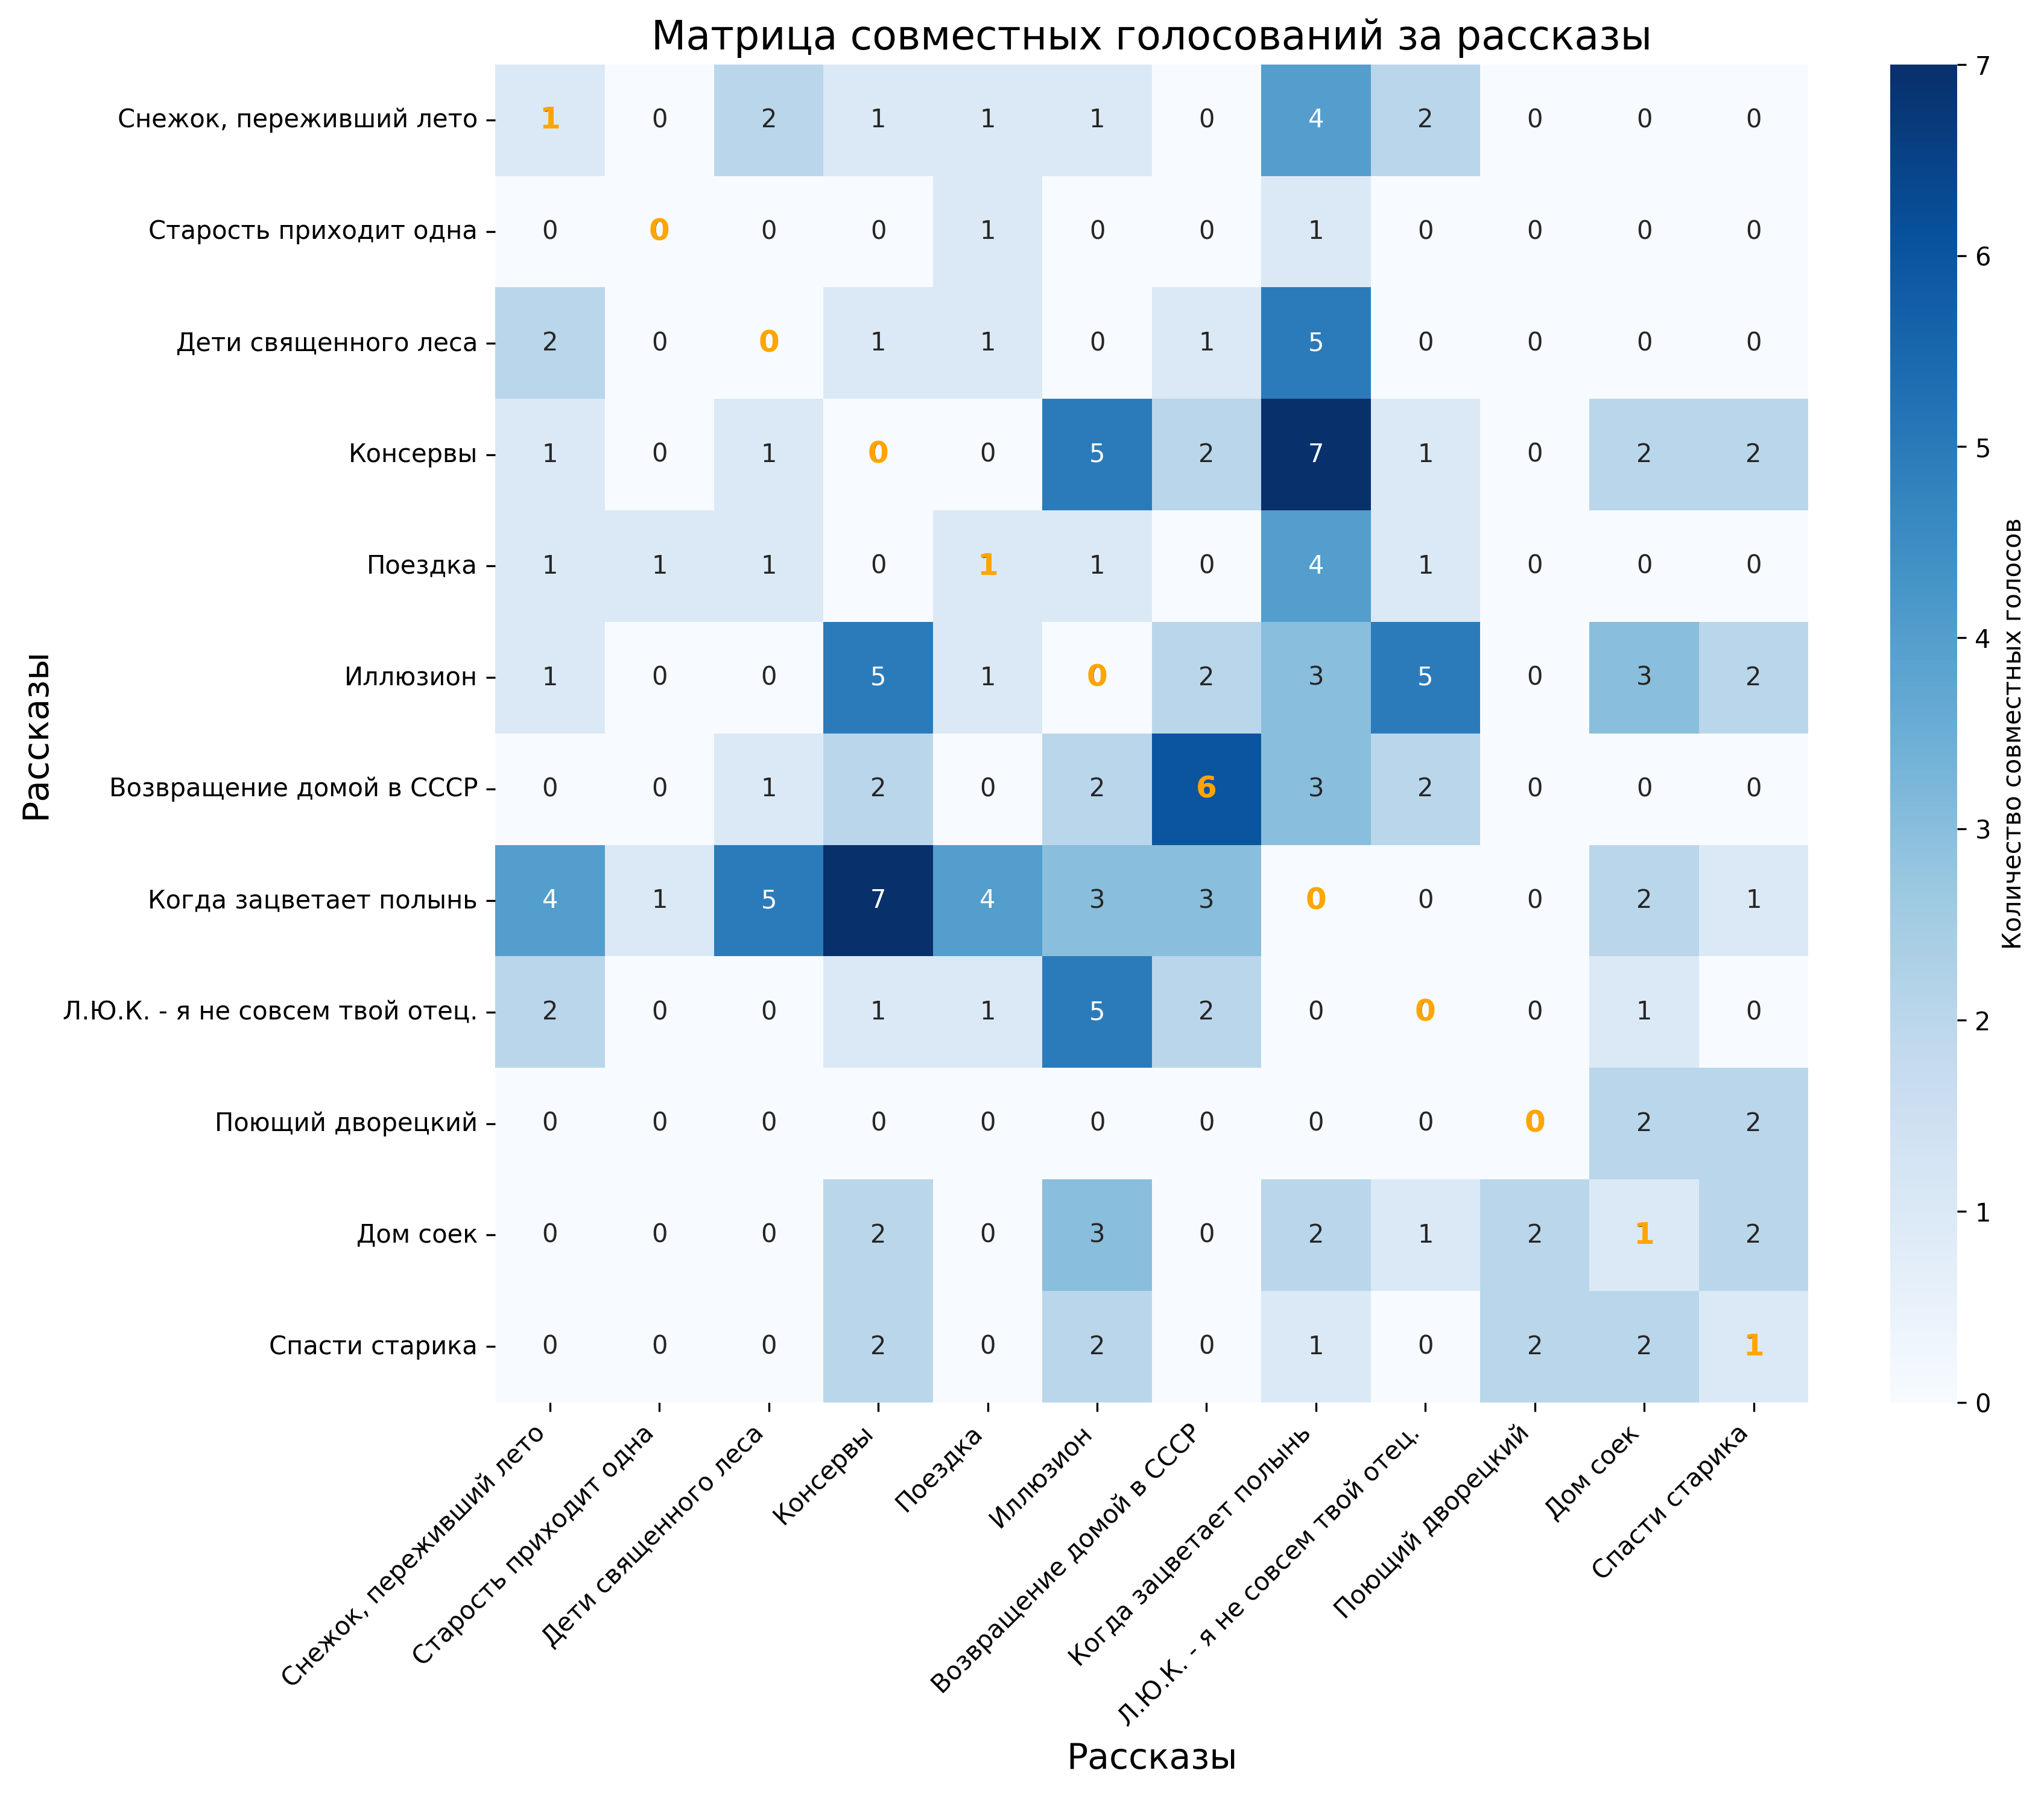 Матрица совместных голосований за рассказы
Снежок, переживший лето 1 0 2 1 1 1 0 4 2 0 0 0
Старость приходит одна 0 0 0 0 1 0 0 1 0 0 0 0
Дети священного леса 2 0 0 1 1 0 1 5 0 0 0 0
Консервы 1 0 1 0 0 5 2 7 1 0 2 2
Поездка 1 1 1 0 1 1 0 4 1 0 0 0
Иллюзион 1 0 0 5 1 0 2 3 5 0 3 2
Возвращение домой в СССР 0 0 1 2 0 2 6 3 2 0 0 0
Когда зацветает полынь 4 1 5 7 4 3 3 0 0 0 2 1
Л.Ю.К. - я не совсем твой отец. 2 0 0 1 1 5 2 0 0 0 1 0
Поющий дворецкий 0 0 0 0 0 0 0 0 0 0 2 2
Дом соек 0 0 0 2 0 3 0 2 1 2 1 2
Спасти старика 0 0 0 2 0 2 0 1 0 2 2 1
Рассказы
Снежок, переживший лето
Старость приходит одна
Дети священного леса
Консервы
Поездка
Иллюзион
Возвращение домой в СССР
Когда зацветает полынь
Л.Ю.К. - я не совсем твой отец.
Поющий дворецкий
Дом соек
Спасти старика
Рассказы
7
6
5
4
3
2
1
0
Количество совместных голосов